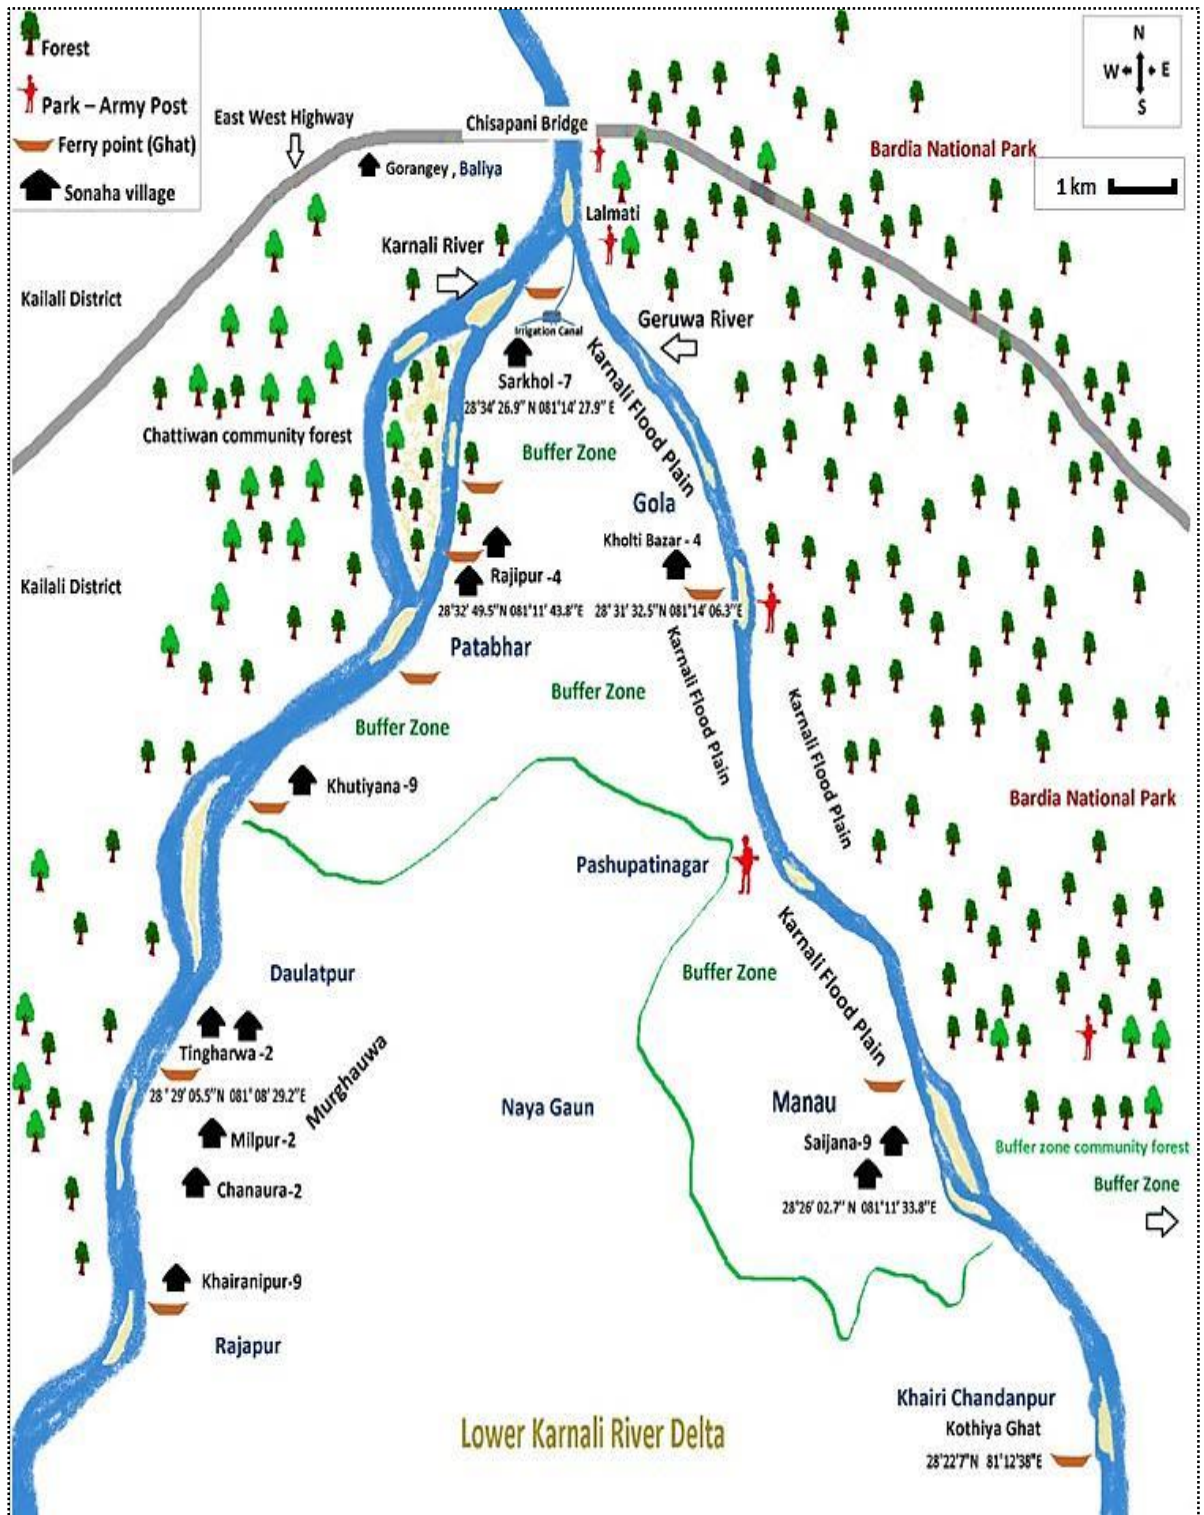 Forest
Park – Army Post
Ferry point (Ghat)
Sonaha village
N
W E
S
1 km
East West Highway
Chisapani Bridge
Bardia National Park
Gorangey , Baliya
Lalmati
Karnali River
Kailali District
Irrigation Canal
Geruwa River
Karnali Flood Plain
Sarkhol -7
28°34' 26.9" N 081°14' 27.9" E
Chattiwan community forest
Buffer Zone
Gola
Kholti Bazar - 4
Kailali District
Rajipur -4
28°32' 49.5"N 081°11' 43.8"E
28° 31' 32.5"N 081°14' 06.3"E
Patabhar
Karnali Flood Plain
Buffer Zone
Buffer Zone
Karnali Flood Plain
Khutiyana -9
Bardia National Park
Pashupatinagar
Karnali Flood Plain
Daulatpur
Buffer Zone
Tingharwa -2
28° 29' 05.5"N 081° 08' 29.2"E
Murghauwa
Naya Gaun
Manau
Milpur-2
Saijana-9
Buffer zone community forest
Chanaura-2
Buffer Zone
28°26' 02.7" N 081°11' 33.8"E
Khairanipur-9
Rajapur
Khairi Chandanpur
Lower Karnali River Delta
Kothiya Ghat
28°22'7"N 81°12'38"E